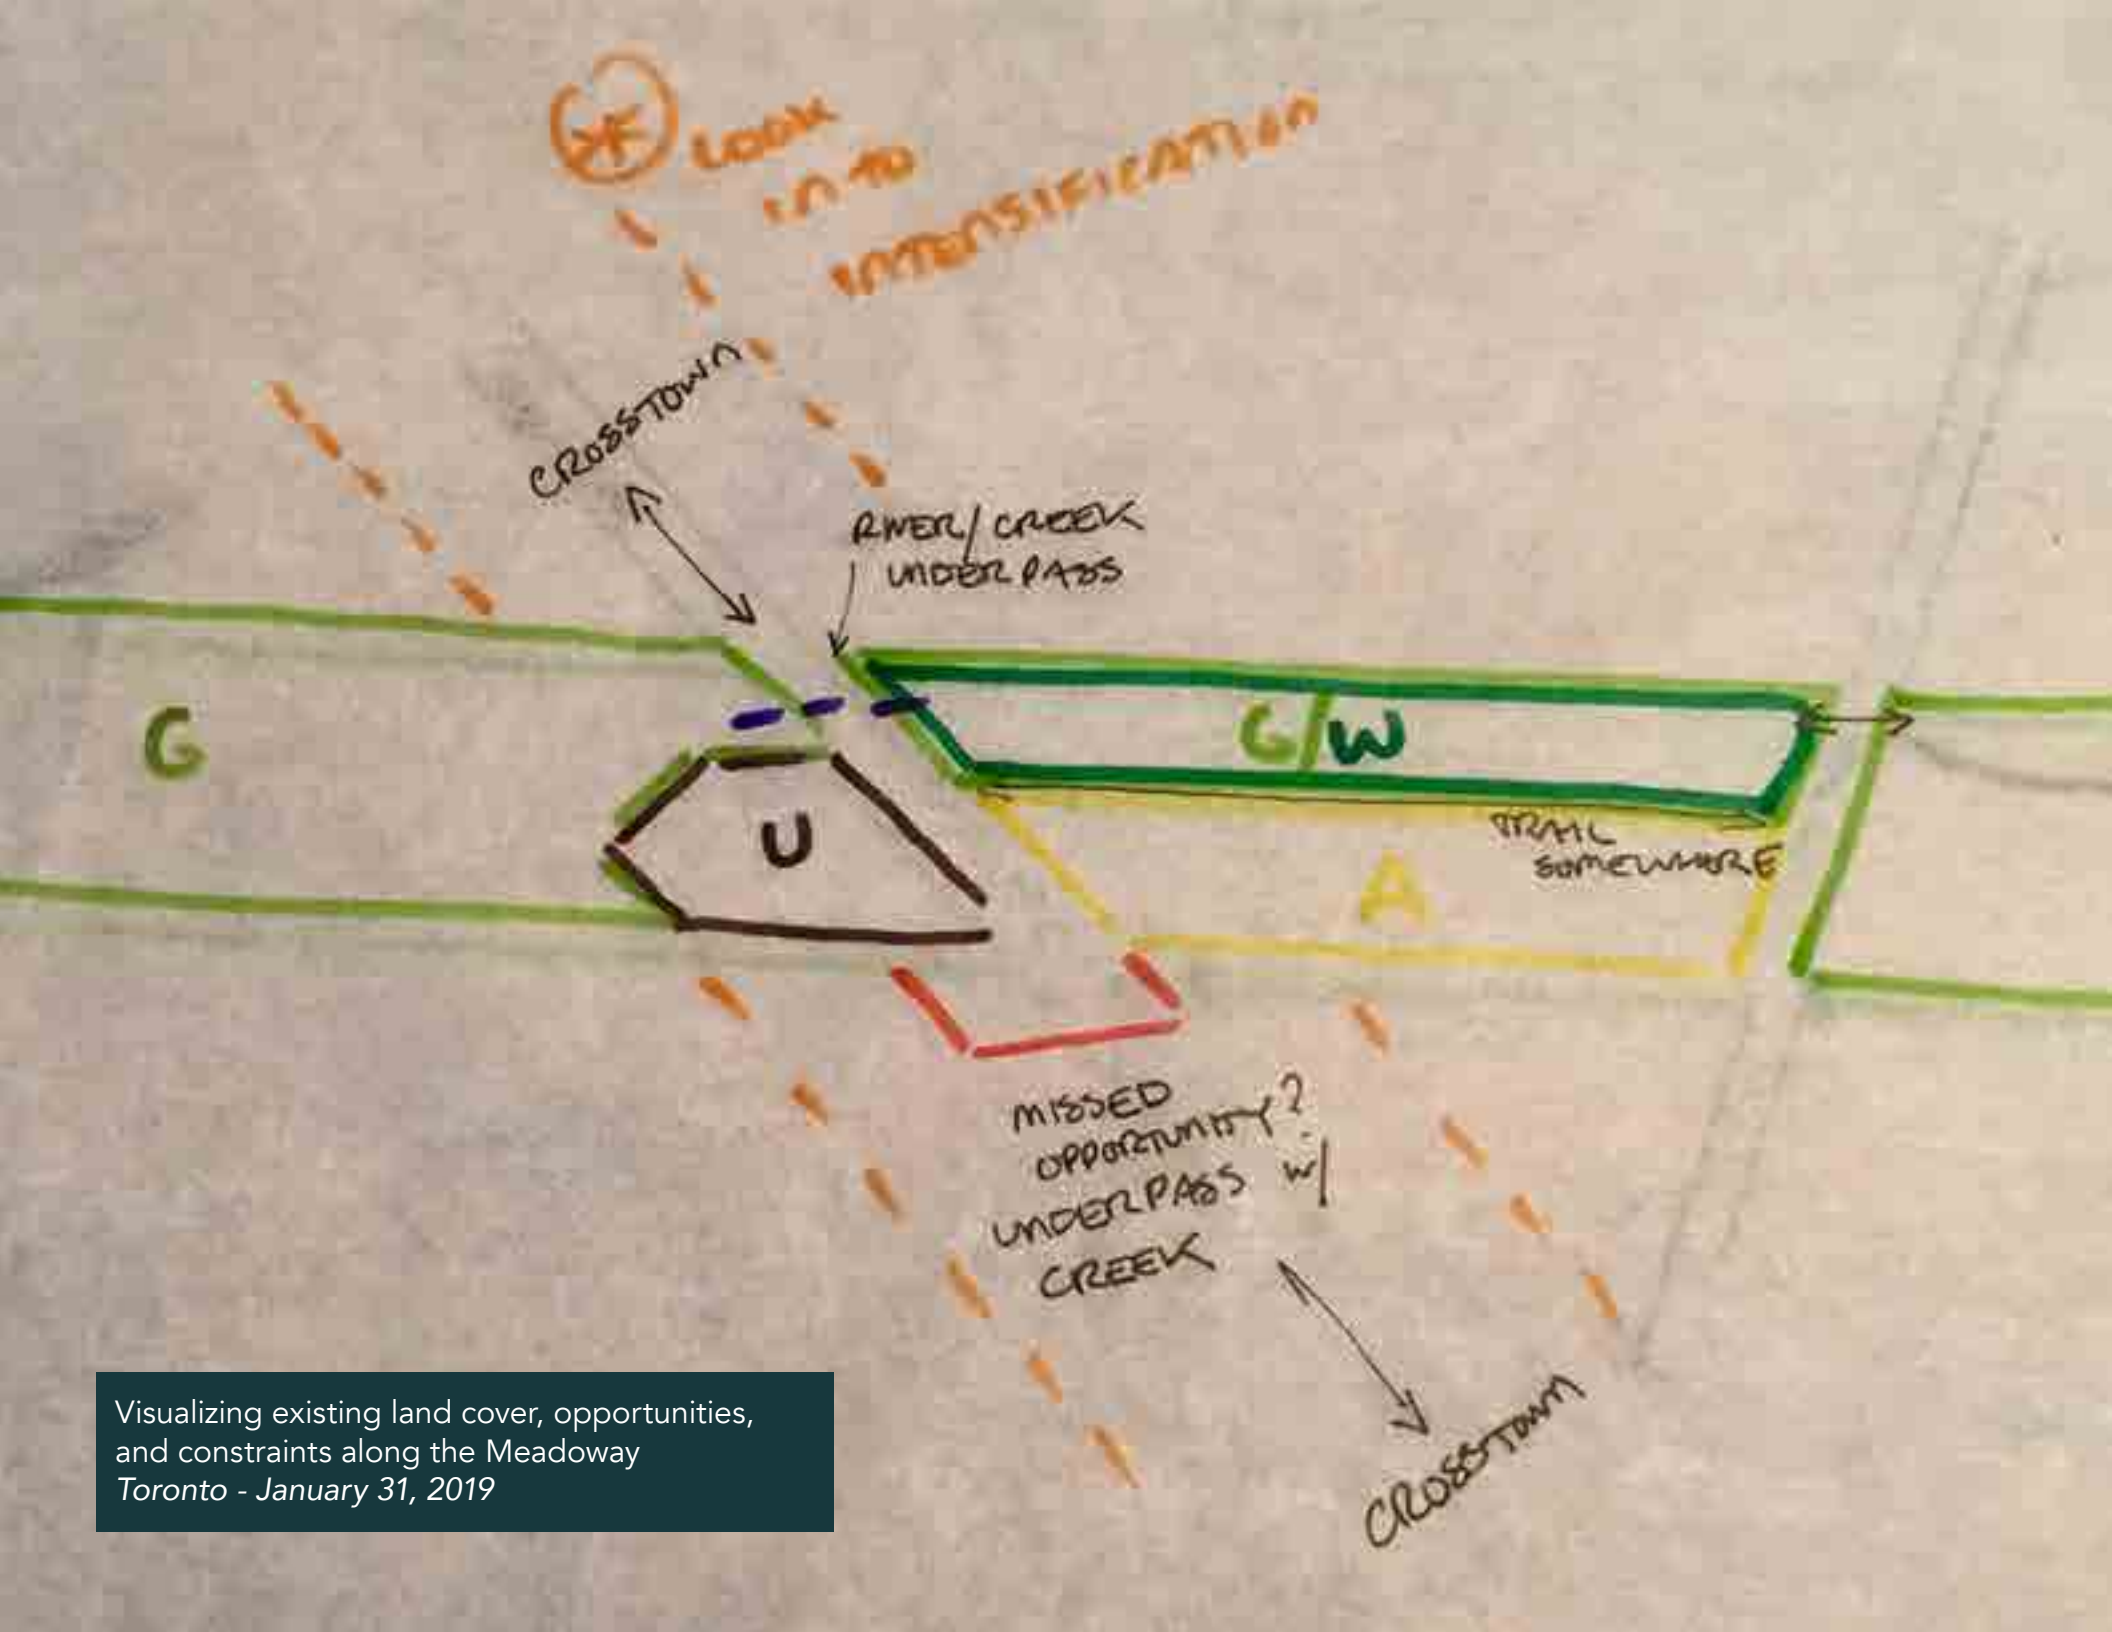 LOOK
INTO
INTENSIFICATION
CROSSTOWN
RIVER/CREEK
UNDERPASS
G
G/W
U
TRAIL
SOMEWHERE
A
MISSED
OPPORTUNITY?
UNDERPASS W/
CREEK
CROSSTOWN
Visualizing existing land cover, opportunities,
and constraints along the Meadoway
Toronto - January 31, 2019